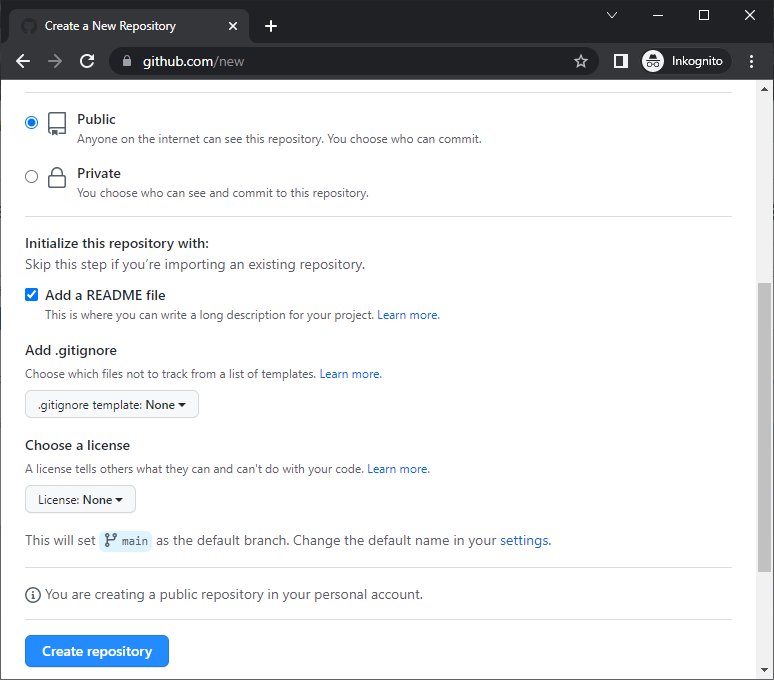 Create a New Repository
github.com/new
Inkognito
Public
Anyone on the internet can see this repository. You choose who can commit.
Private
You choose who can see and commit to this repository.
Initialize this repository with:
Skip this step if you’re importing an existing repository.
Add a README file
This is where you can write a long description for your project. Learn more.
Add .gitignore
Choose which files not to track from a list of templates. Learn more.
.gitignore template: None
Choose a license
A license tells others what they can and can't do with your code. Learn more.
License: None
This will set main as the default branch. Change the default name in your settings.
You are creating a public repository in your personal account.
Create repository